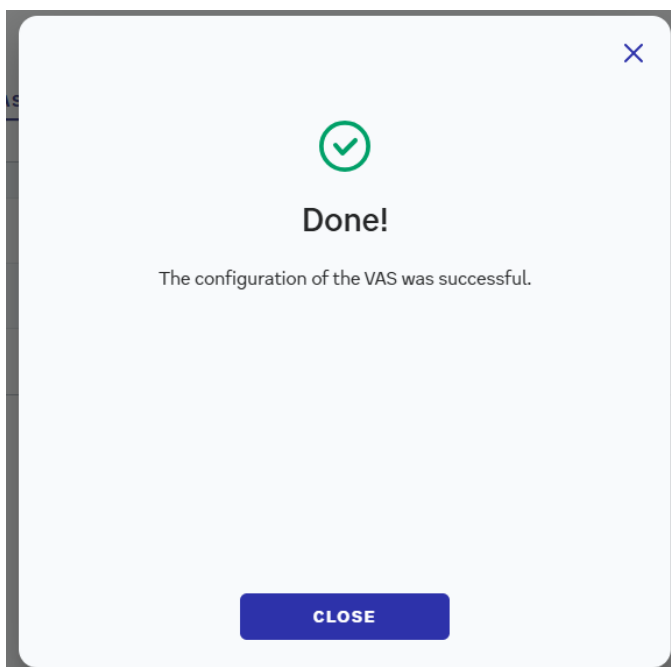 Done!
The configuration of the VAS was successful.
CLOSE